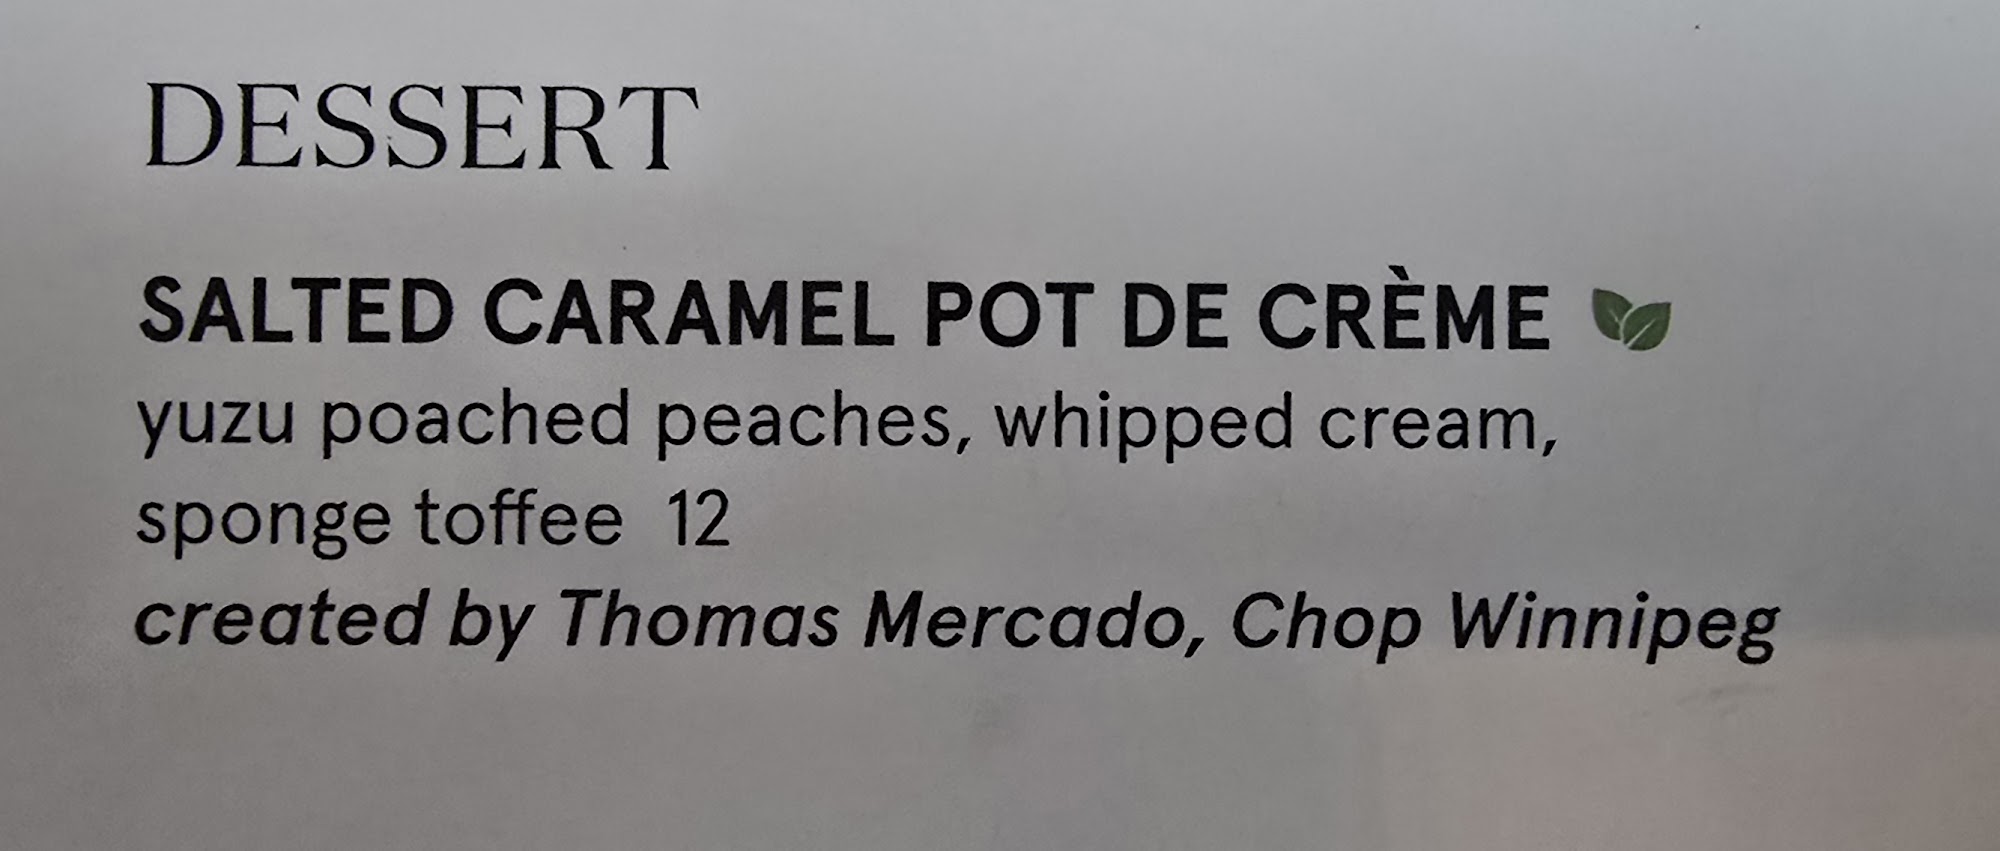 DESSERT
SALTED CARAMEL POT DE CRÈME
yuzu poached peaches, whipped cream,
sponge toffee 12
created by Thomas Mercado, Chop Winnipeg